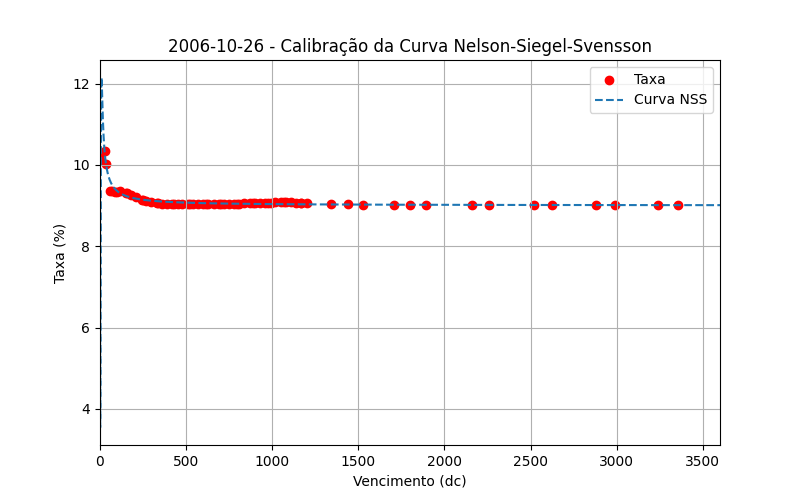 2006-10-26 - Calibração da Curva Nelson-Siegel-Svensson
Taxa
Curva NSS
12
10
8
6
4
Taxa (%)
0 500 1000 1500 2000 2500 3000 3500
Vencimento (dc)